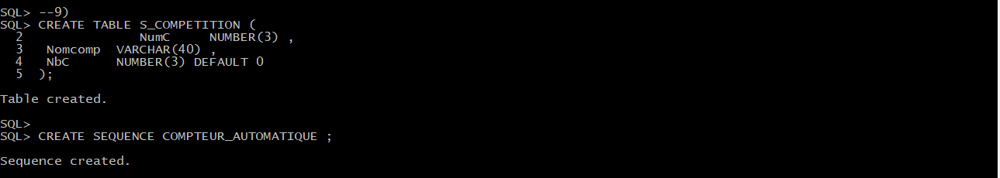 SQL> --9)
SQL> CREATE TABLE S_COMPETITION (
  2               NumC     NUMBER(3) ,
  3   Nomcomp  VARCHAR(40) ,
  4   NbC      NUMBER(3) DEFAULT 0
  5  );
Table created.
SQL>
SQL> CREATE SEQUENCE COMPTEUR_AUTOMATIQUE ;
Sequence created.